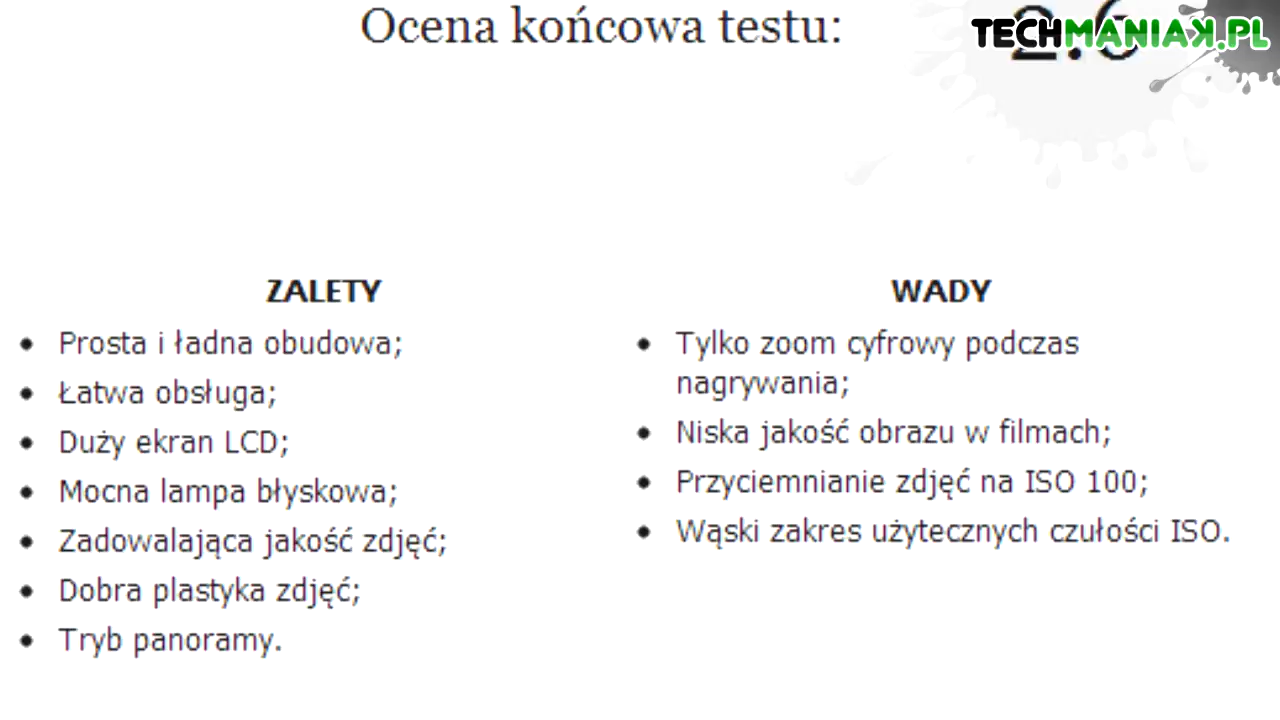 Ocena końcowa testu:
TECHMANIAK.PL
ZALETY
Prosta i ładna obudowa;
Łatwa obsługa;
Duży ekran LCD;
Mocna lampa błyskowa;
Zadowalająca jakość zdjęć;
Dobra plastyka zdjęć;
Tryb panoramy.
WADY
Tylko zoom cyfrowy podczas
nagrywania;
Niska jakość obrazu w filmach;
Przyciemnianie zdjęć na ISO 100;
Wąski zakres użytecznych czułości ISO.